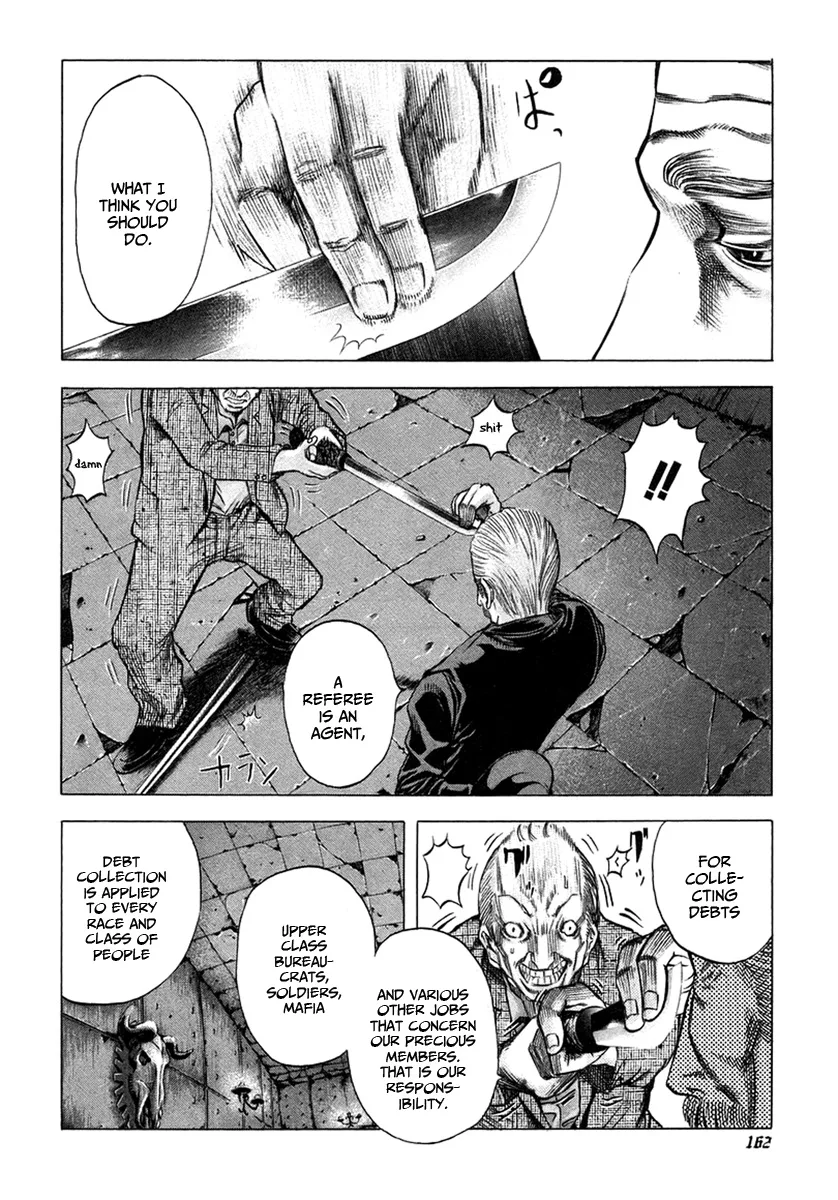 ぱ、
WHAT I
THINK YOU
SHOULD
DO.
!!
shit
damn
A
REFEREE
IS AN
AGENT,
カラン
FOR
COLLE-
CTING
DEBTS
DEBT
COLLECTION
IS APPLIED
TO EVERY
RACE AND
CLASS OF
PEOPLE
UPPER
CLASS
BUREAU-
CRATS,
SOLDIERS,
MAFIA
AND VARIOUS
OTHER JOBS
THAT CONCERN
OUR PRECIOUS
MEMBERS.
THAT IS OUR
RESPONS-
IBILITY.
162